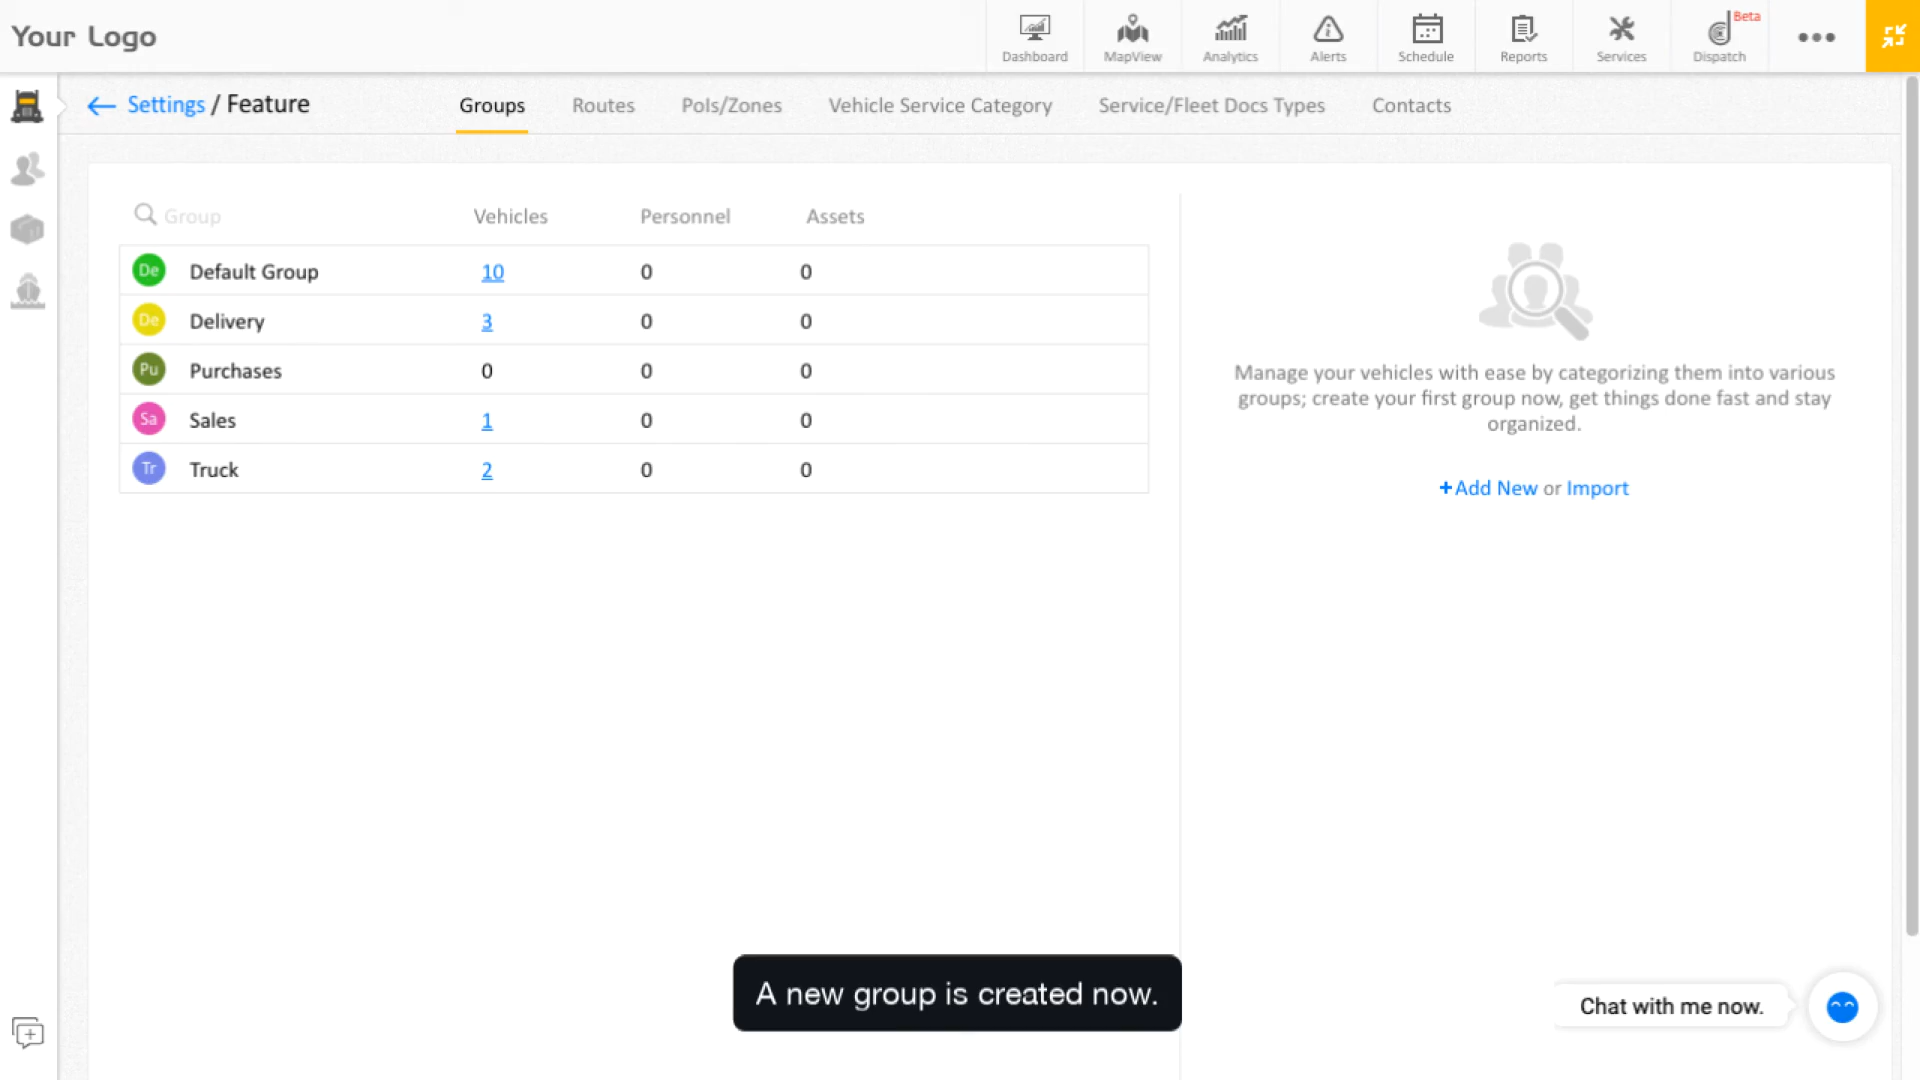 Your Logo
Dashboard
MapView
Analytics
Alerts
Schedule
Reports
Services
Beta
Dispatch
Settings / Feature
Groups
Routes
PoIs/Zones
Vehicle Service Category
Service/Fleet Docs Types
Contacts
Group Vehicles Personnel Assets
De Default Group 10 0 0
De Delivery 3 0 0
Pu Purchases 0 0 0
Sa Sales 1 0 0
Tr Truck 2 0 0
Manage your vehicles with ease by categorizing them into various
groups; create your first group now, get things done fast and stay
organized.
+Add New or Import
A new group is created now.
Chat with me now.